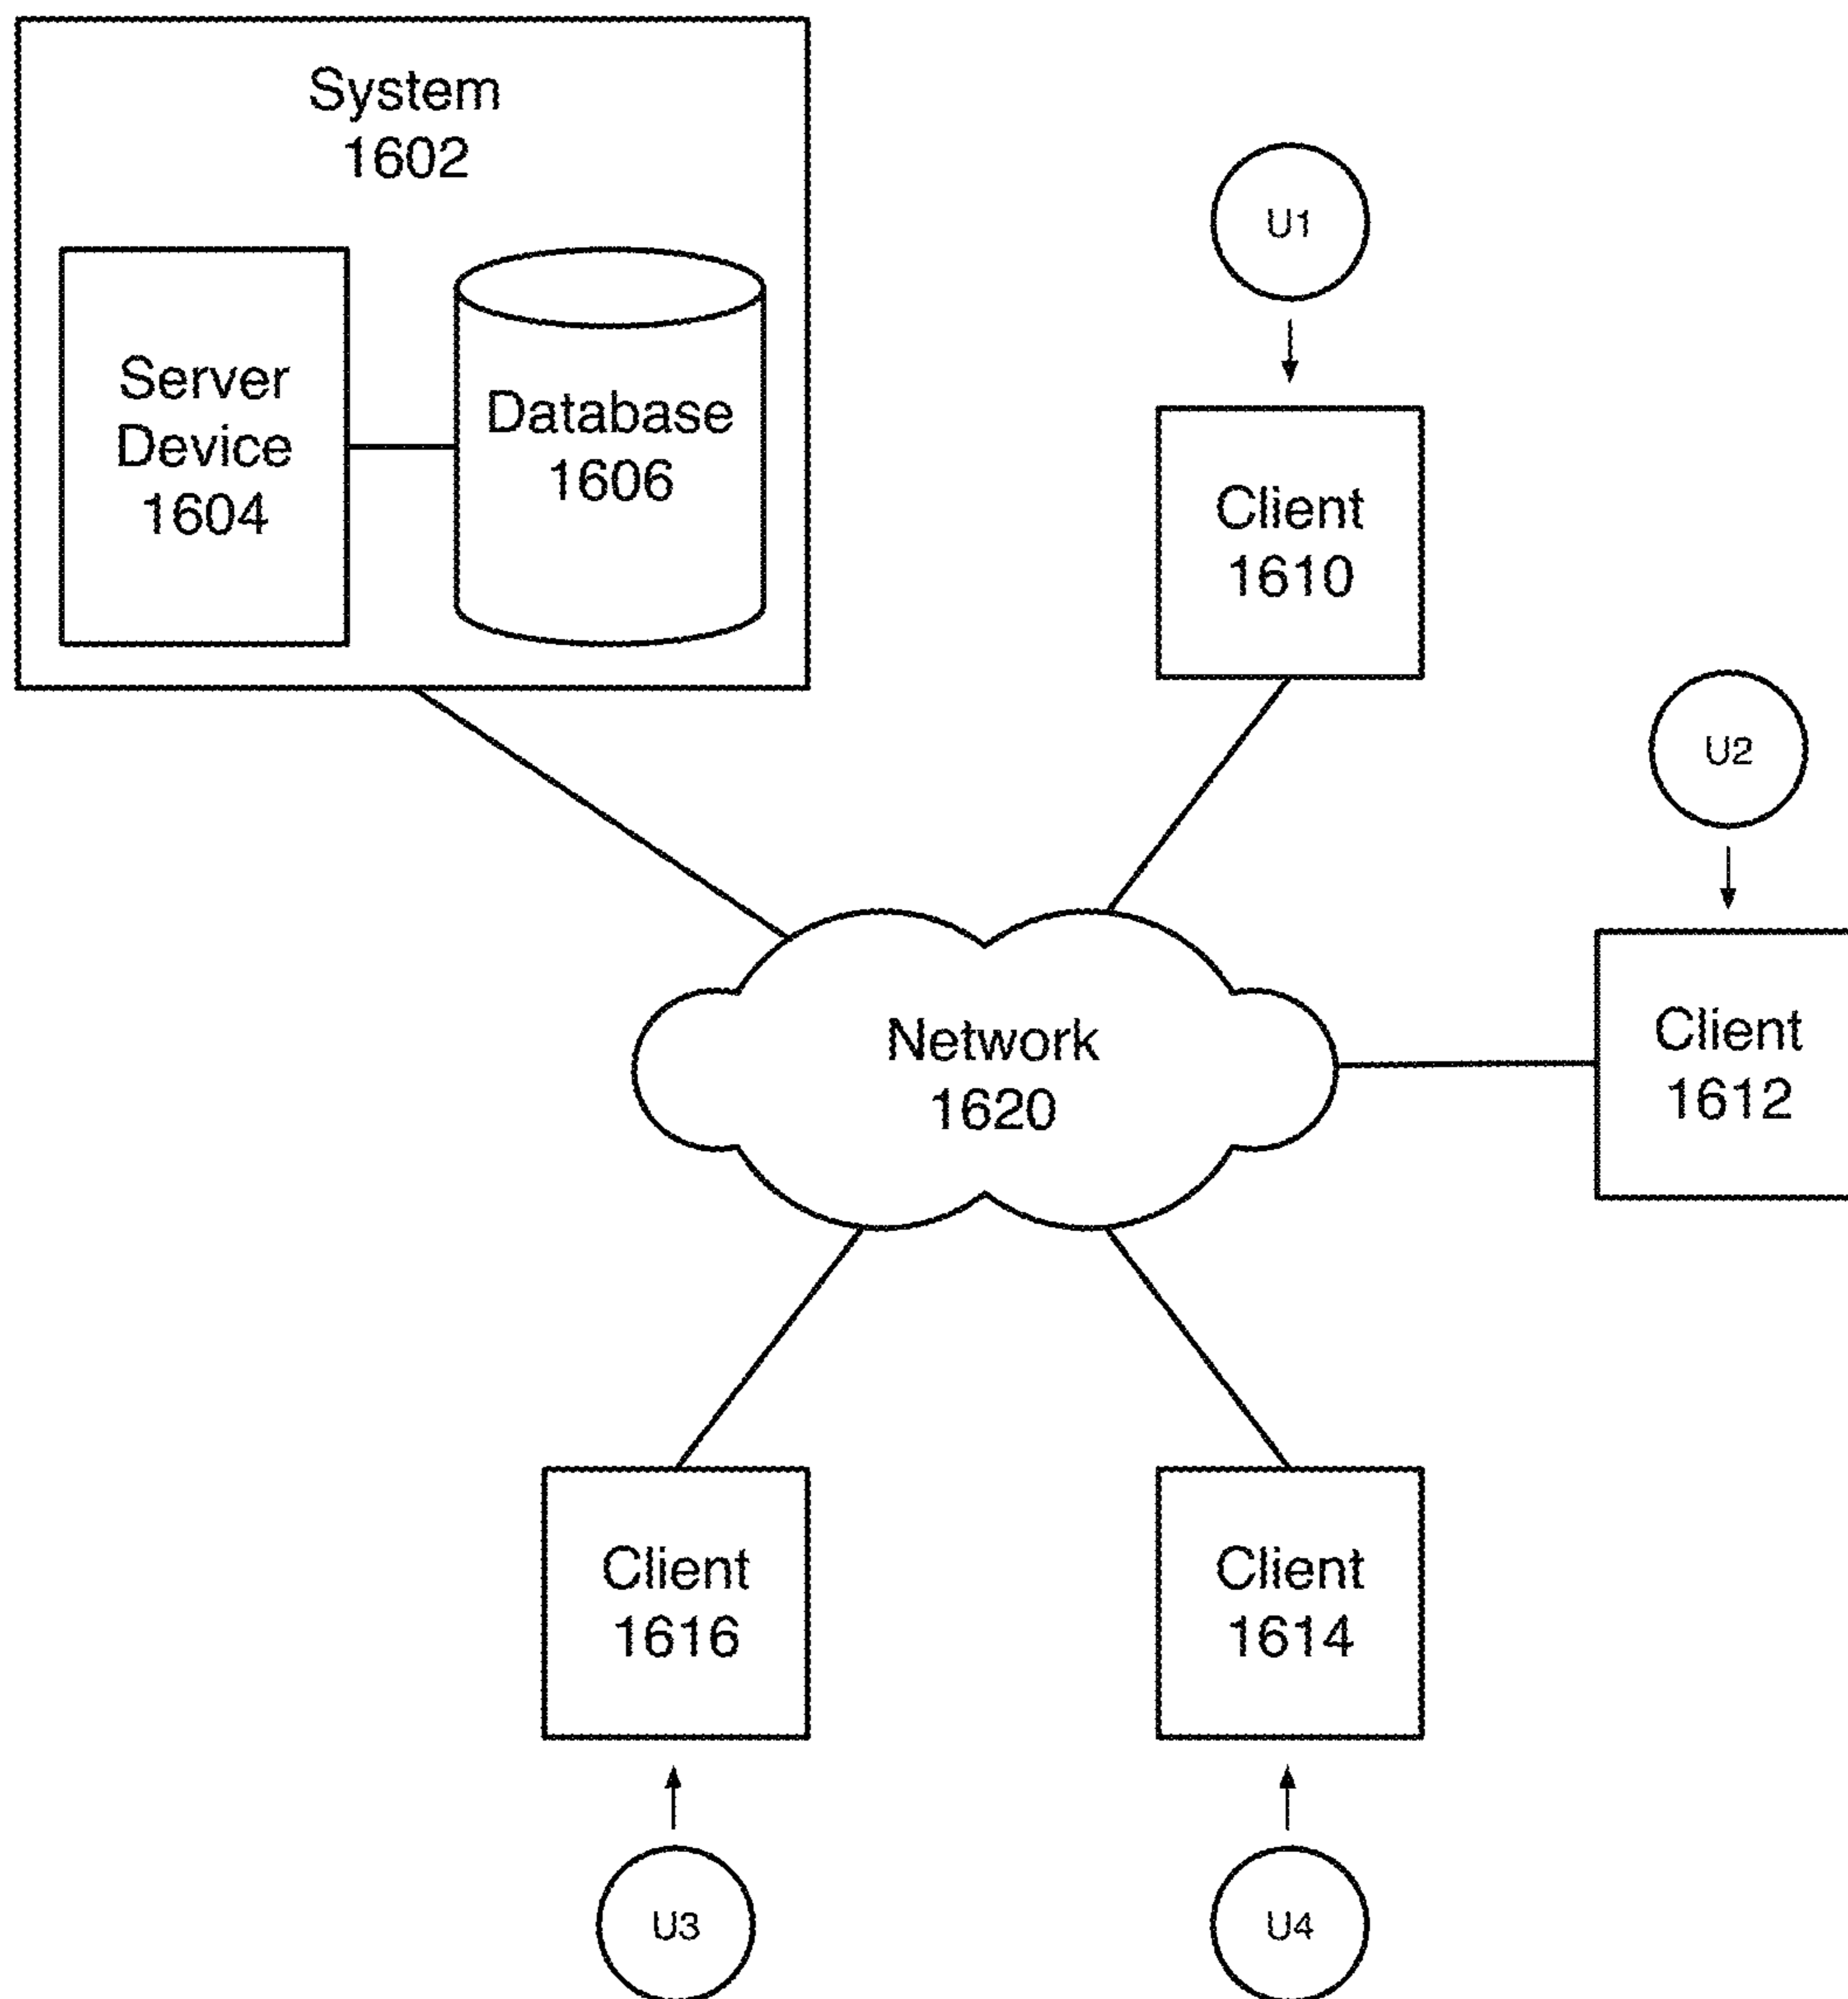 System
1602
Server
Device
1604
Database
1606
U1
Client
1610
U2
Client
1612
Network
1620
Client
1616
Client
1614
U3
U4